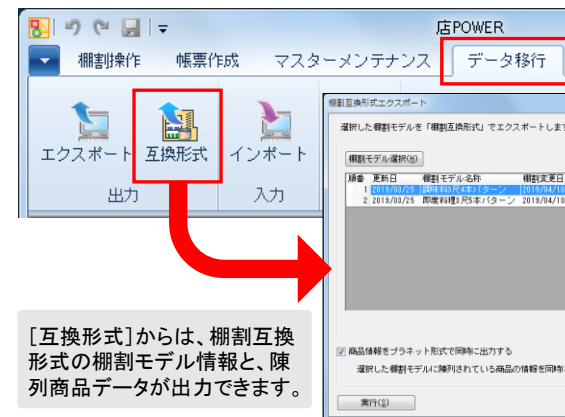 店POWER
棚割操作 帳票作成 マスターメンテナンス データ移行
エクスポート 互換形式 インポート
出力 入力
棚割互換形式エクスポート
選択した棚割モデルを「棚割互換形式」でエクスポートします
棚割モデル選択(B)
順番 更新日 棚割モデル名称 棚割変更日
1 2019/03/25 調味料3尺4本パターン 2019/04/10
2 2019/03/25 即席料理3尺5本パターン 2019/04/10
商品情報をプラネット形式で同時に出力する
選択した棚割モデルに陳列されている商品の情報を同時
実行(S)
[互換形式]からは、棚割互換
形式の棚割モデル情報と、陳
列商品データが出力できます。